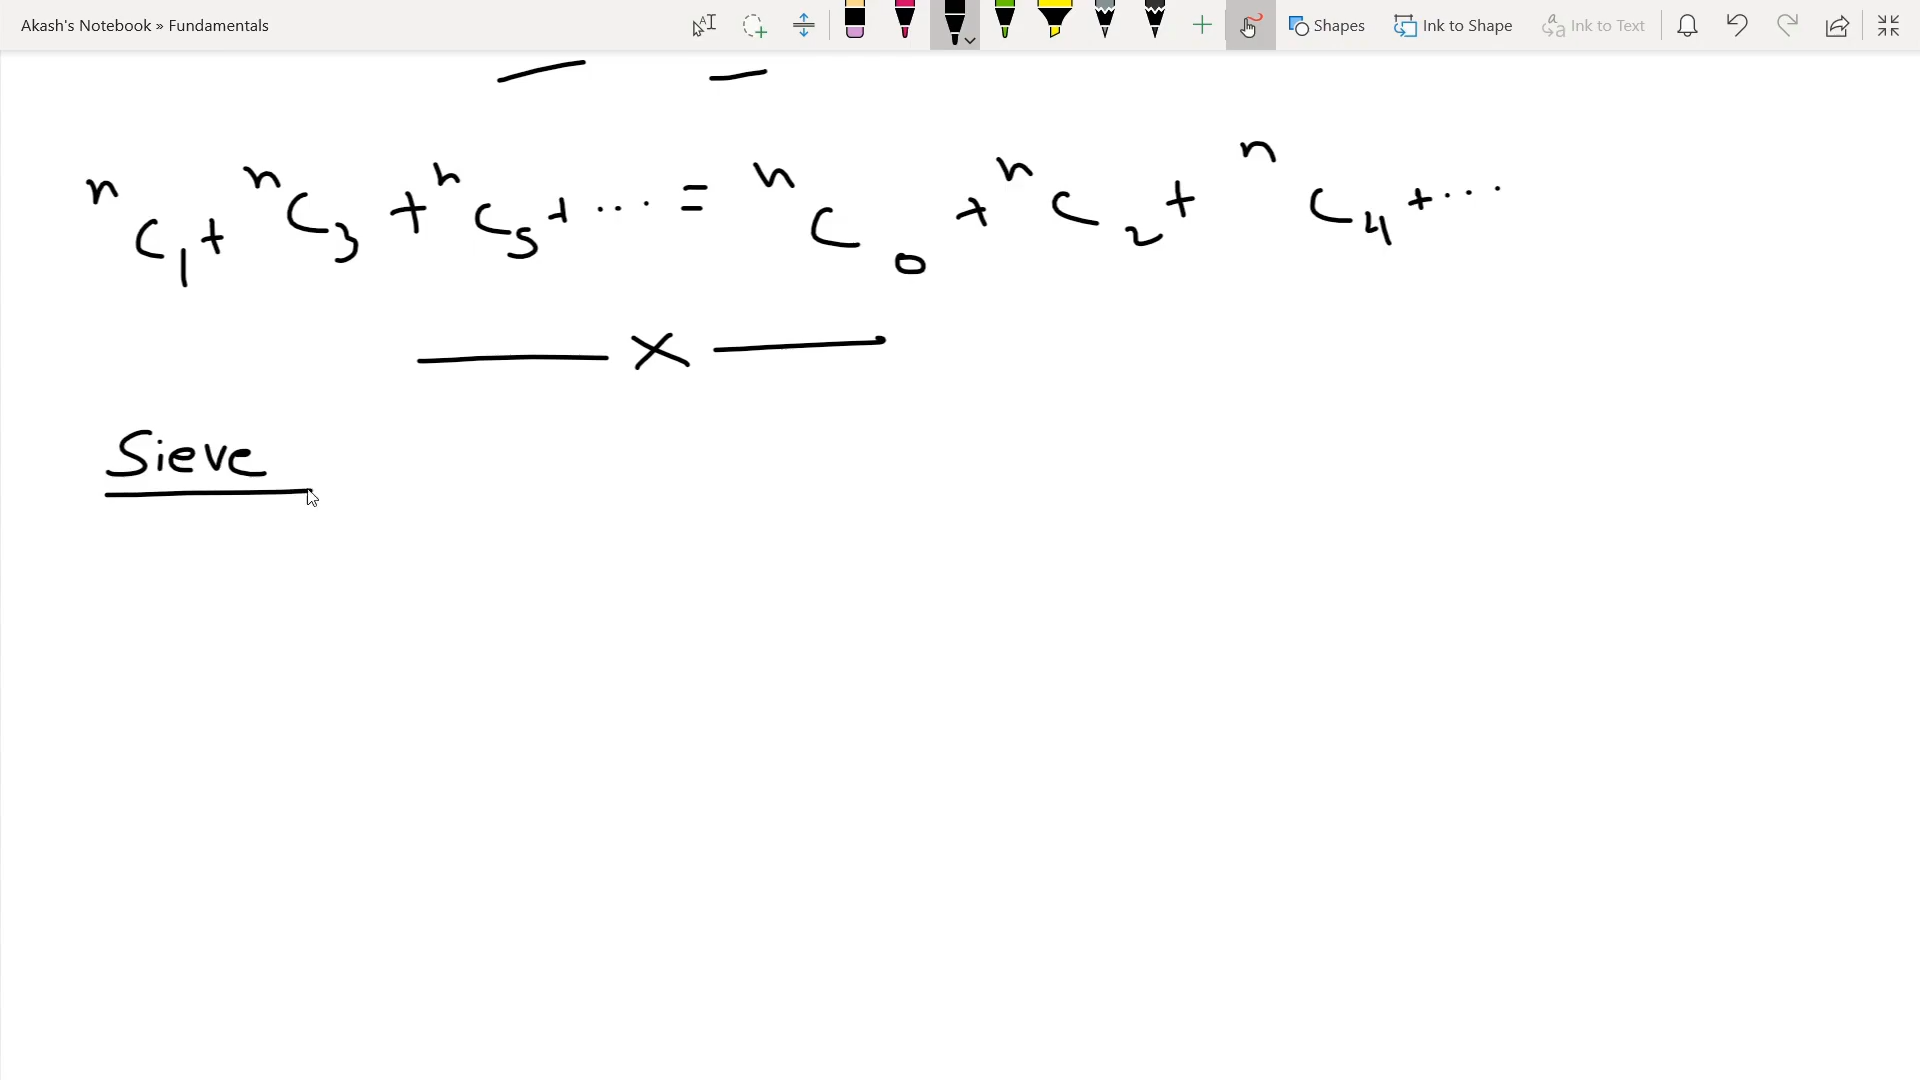 Akash's Notebook » Fundamentals Shapes Ink to Shape Ink to Text
ⁿC₁ + ⁿC₃ + ⁿC₅ + ... = ⁿC₀ + ⁿC₂ + ⁿC₄ + ...
—— X ——
Sieve